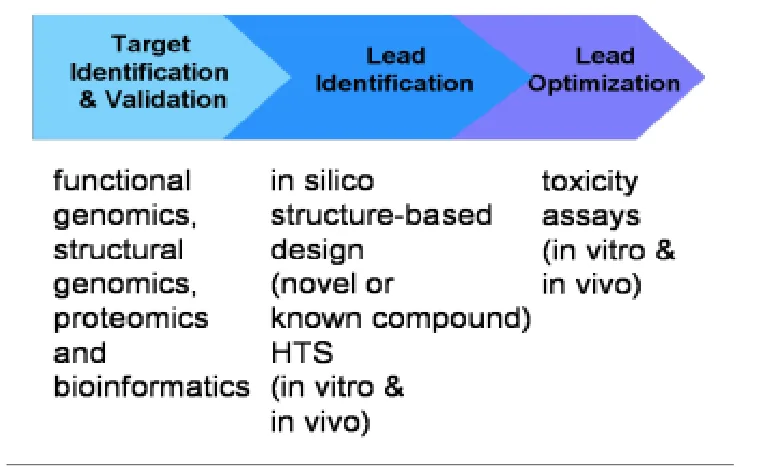 Target
Identification
& Validation
Lead
Identification
Lead
Optimization
functional
genomics,
structural
genomics,
proteomics
and
bioinformatics
in silico
structure-based
design
(novel or
known compound)
HTS
(in vitro &
in vivo)
toxicity
assays
(in vitro &
in vivo)